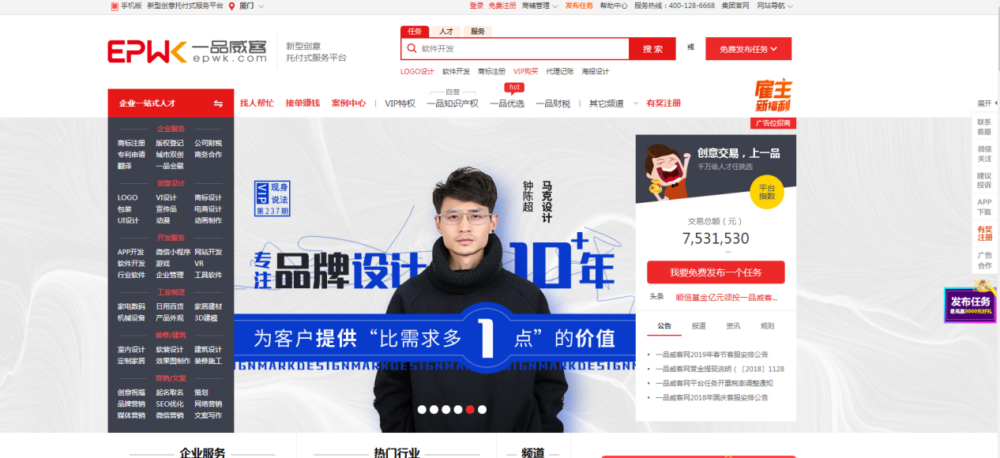 手机版 新型创意托付式服务平台 厦门
登录 免费注册 商铺管理 发布任务 帮助中心 服务热线：400-128-6668 集团官网 网站导航
EPWK 一品威客
epwk.com
新型创意
托付式服务平台
任务 人才 服务
软件开发 搜 索 或 免费发布任务
LOGO设计 软件开发 商标注册 VIP购买 代理记账 海报设计
雇主
新福利
广告位招商
hot
自营
企业一站式人才 找人帮忙 接单赚钱 案例中心 | VIP特权 一品知识产权 一品优选 一品财税 | 其它频道 有奖注册
展开
企业服务
商标注册 版权登记 公司财税
专利申请 城市双创 商务合作
翻译 一品会展
创意设计
LOGO VI设计 商标设计
包装 宣传品 电商设计
UI设计 动漫 动画制作
开发服务
APP开发 微信小程序 网站开发
软件开发 游戏 VR
行业软件 企业管理 工具软件
工业制造
家电数码 日用百货 家居建材
机械设备 产品外观 3D建模
装修/建筑
室内设计 软装设计 建筑设计
定制家居 效果图制作 装修施工
营销/文案
创意祝福 起名取名 策划
品牌营销 SEO优化 网络营销
媒体营销 微信营销 文案写作
VIP 现身说法
第237期
钟陈超
马克设计
专注品牌设计10+年
为客户提供“比需求多1点”的价值
IGNMARKDESIGNMARKDESIGNMARKDESIGNMARKDESIGN
创意交易，上一品
千万级人才任挑选
平台
指数
交易总额（元）
7,531,530
我要免费发布一个任务
头条 顺恒基金亿元领投一品威客...
公告 报道 资讯 规则
• 一品威客网2019年春节客服安排公告
• 一品威客网赏金提现说明（〔2018〕1128
• 一品威客网平台任务开票税率调整通知
• 一品威客网2018年国庆客服安排公告
联系
客服
微信
关注
建议
投诉
APP
下载
有奖
注册
广告
合作
发布任务
最高赢8000元好礼
企业服务 热门行业 频道